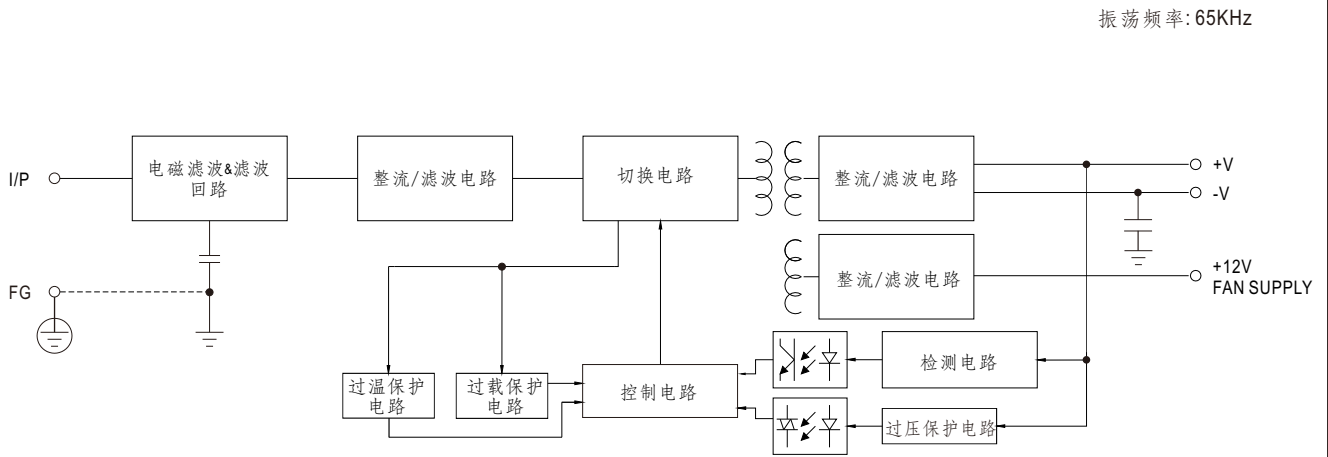 振荡频率: 65KHz
I/P
电磁滤波&滤波
回路
整流/滤波电路
切换电路
整流/滤波电路
+V
-V
整流/滤波电路
+12V
FAN SUPPLY
FG
过温保护
电路
过载保护
电路
控制电路
检测电路
过压保护电路